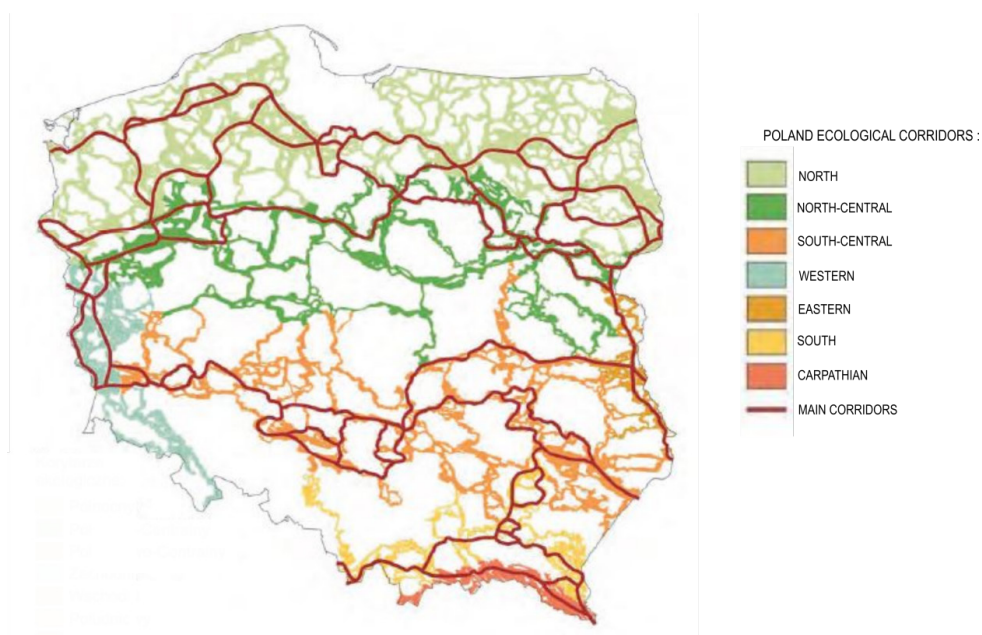 POLAND ECOLOGICAL CORRIDORS :
NORTH
NORTH-CENTRAL
SOUTH-CENTRAL
WESTERN
EASTERN
SOUTH
CARPATHIAN
MAIN CORRIDORS